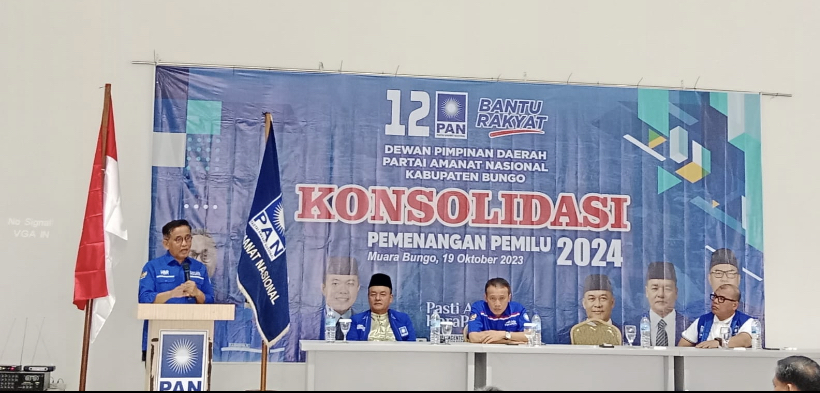 12
PAN
BANTU
RAKYAT
DEWAN PIMPINAN DAERAH
PARTAI AMANAT NASIONAL
KABUPATEN BUNGO
KONSOLIDASI
PEMENANGAN PEMILU 2024
Muara Bungo, 19 Oktober 2023
No Signal
VGA IN
PAN
AMANAT NASIONAL
Pasti
PAN